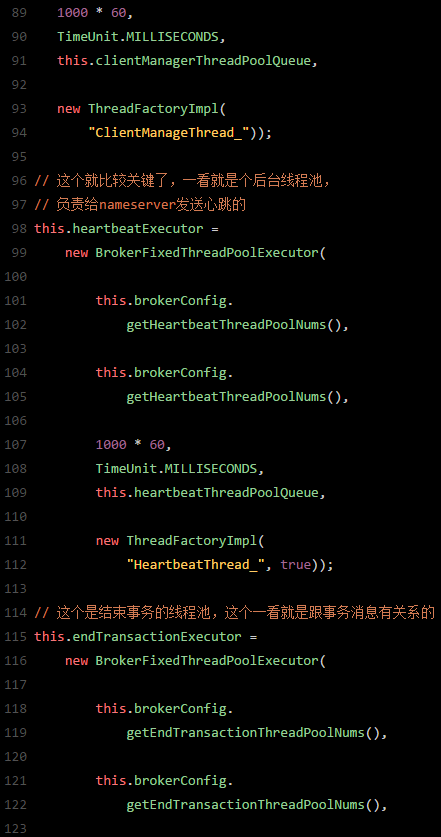 89 1000 * 60,
90 TimeUnit.MILLISECONDS,
91 this.clientManagerThreadPoolQueue,
92
93 new ThreadFactoryImpl(
94 "ClientManageThread_"));
95
96 // 这个就比较关键了，一看就是个后台线程池，
97 // 负责给nameserver发送心跳的
98 this.heartbeatExecutor =
99 new BrokerFixedThreadPoolExecutor(
100
101 this.brokerConfig.
102 getHeartbeatThreadPoolNums(),
103
104 this.brokerConfig.
105 getHeartbeatThreadPoolNums(),
106
107 1000 * 60,
108 TimeUnit.MILLISECONDS,
109 this.heartbeatThreadPoolQueue,
110
111 new ThreadFactoryImpl(
112 "HeartbeatThread_", true));
113
114 // 这个是结束事务的线程池，这个一看就是跟事务消息有关系的
115 this.endTransactionExecutor =
116 new BrokerFixedThreadPoolExecutor(
117
118 this.brokerConfig.
119 getEndTransactionThreadPoolNums(),
120
121 this.brokerConfig.
122 getEndTransactionThreadPoolNums(),
123